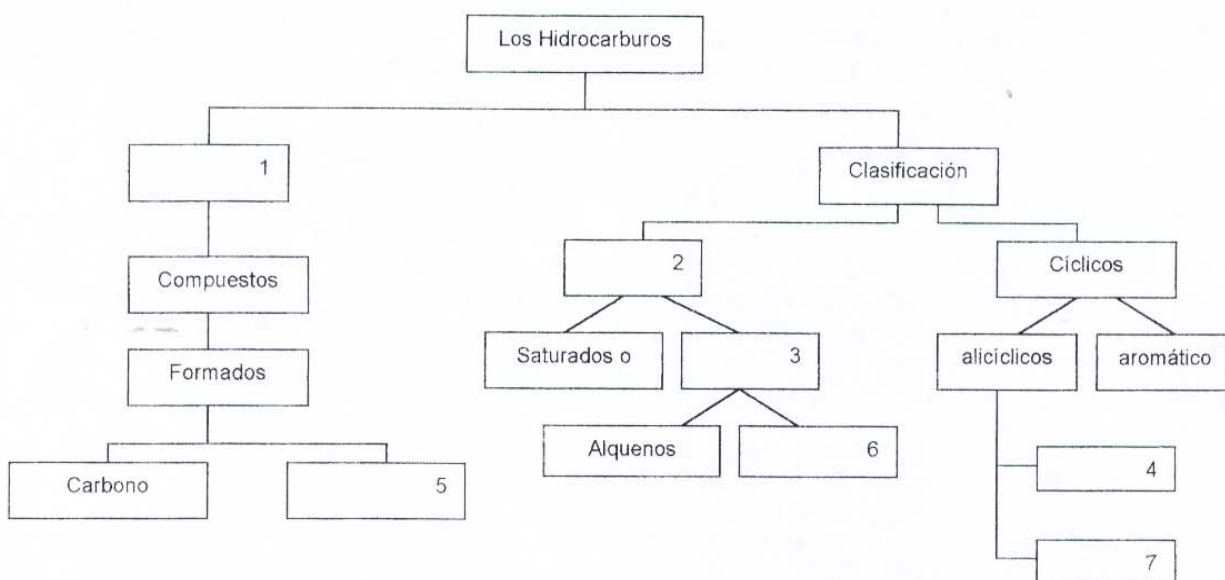 Los Hidrocarburos
1
Clasificación
2
Cíclicos
Compuestos
Saturados o
3
alicíclicos
aromático
Formados
Alquenos
6
Carbono
5
4
7